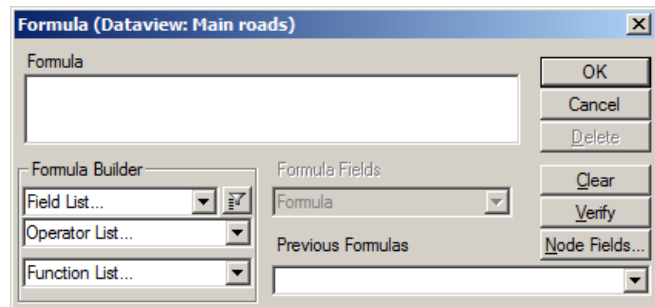 Formula (Dataview: Main roads)
Formula
OK
Cancel
Delete
Formula Builder
Field List...
Operator List...
Function List...
Formula Fields
Formula
Previous Formulas
Clear
Verify
Node Fields...